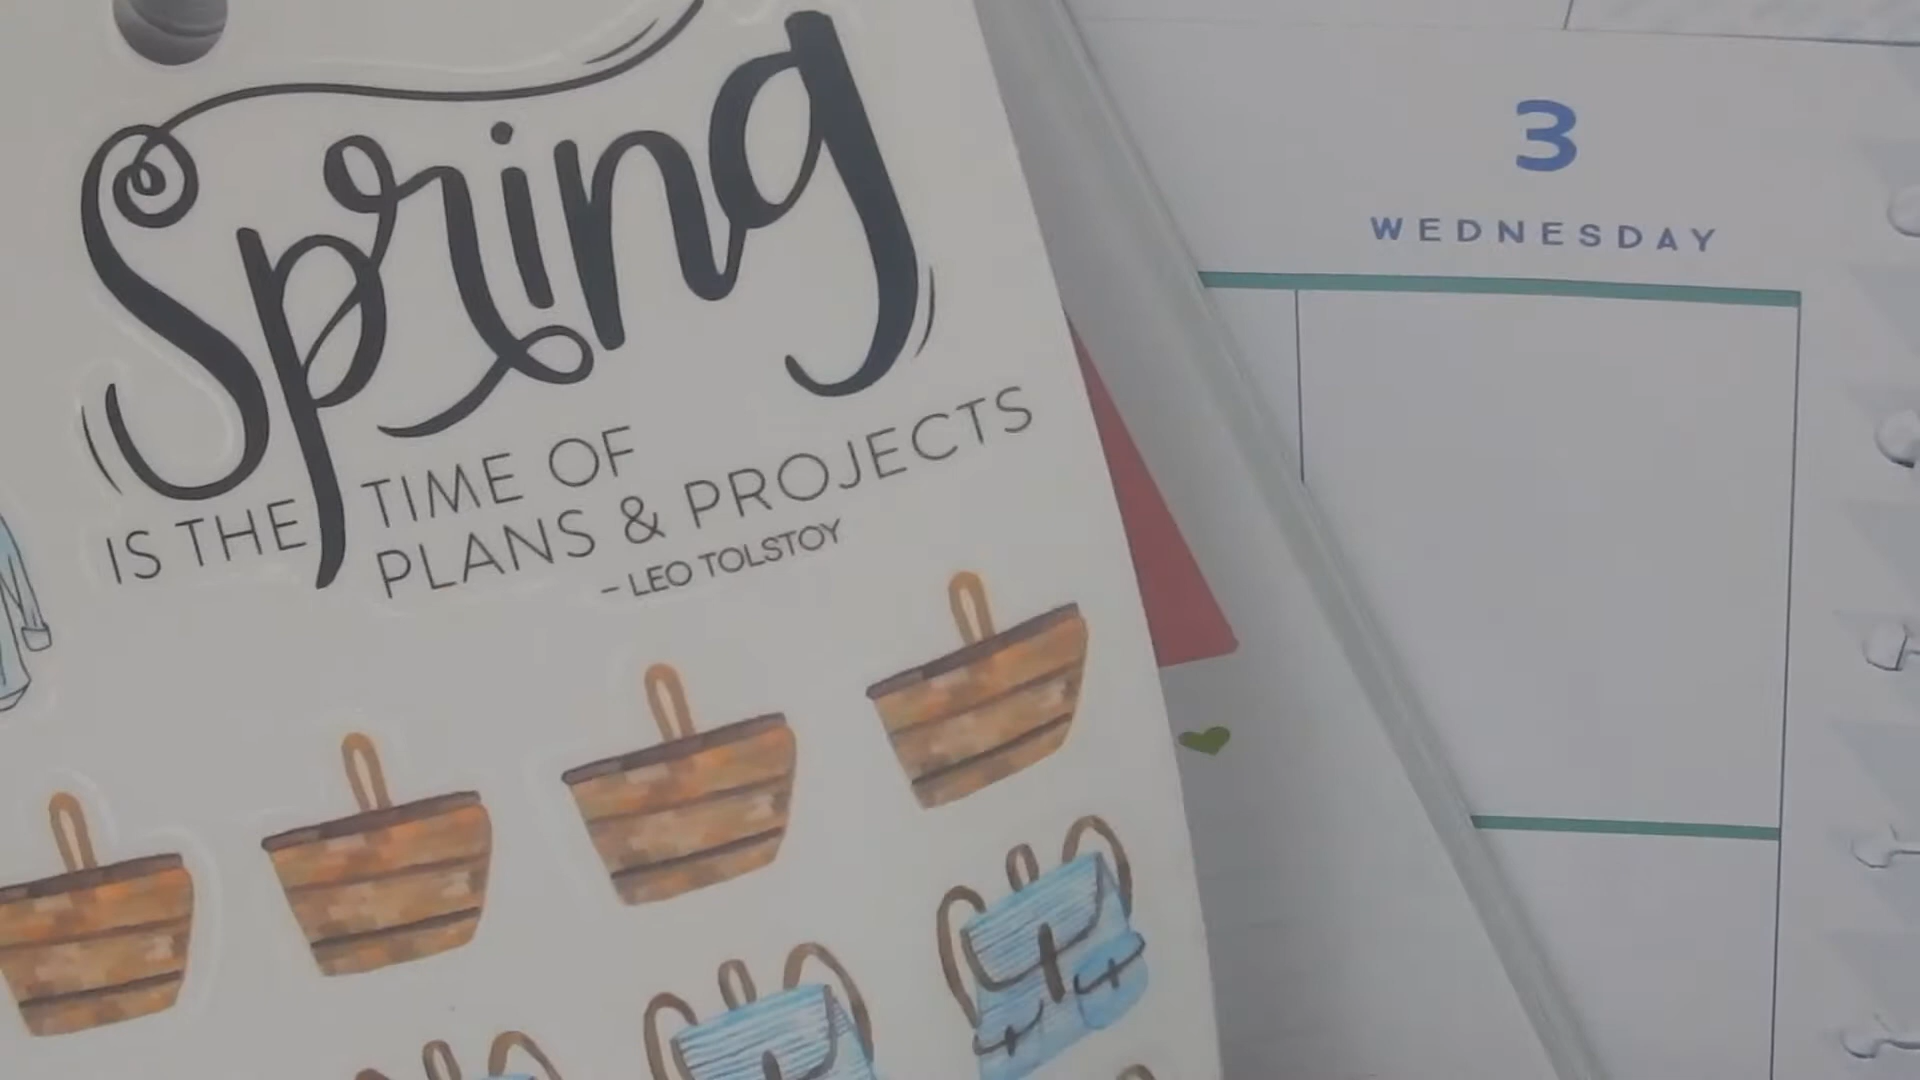 Spring
IS THE TIME OF
PLANS & PROJECTS
- LEO TOLSTOY
3
WEDNESDAY